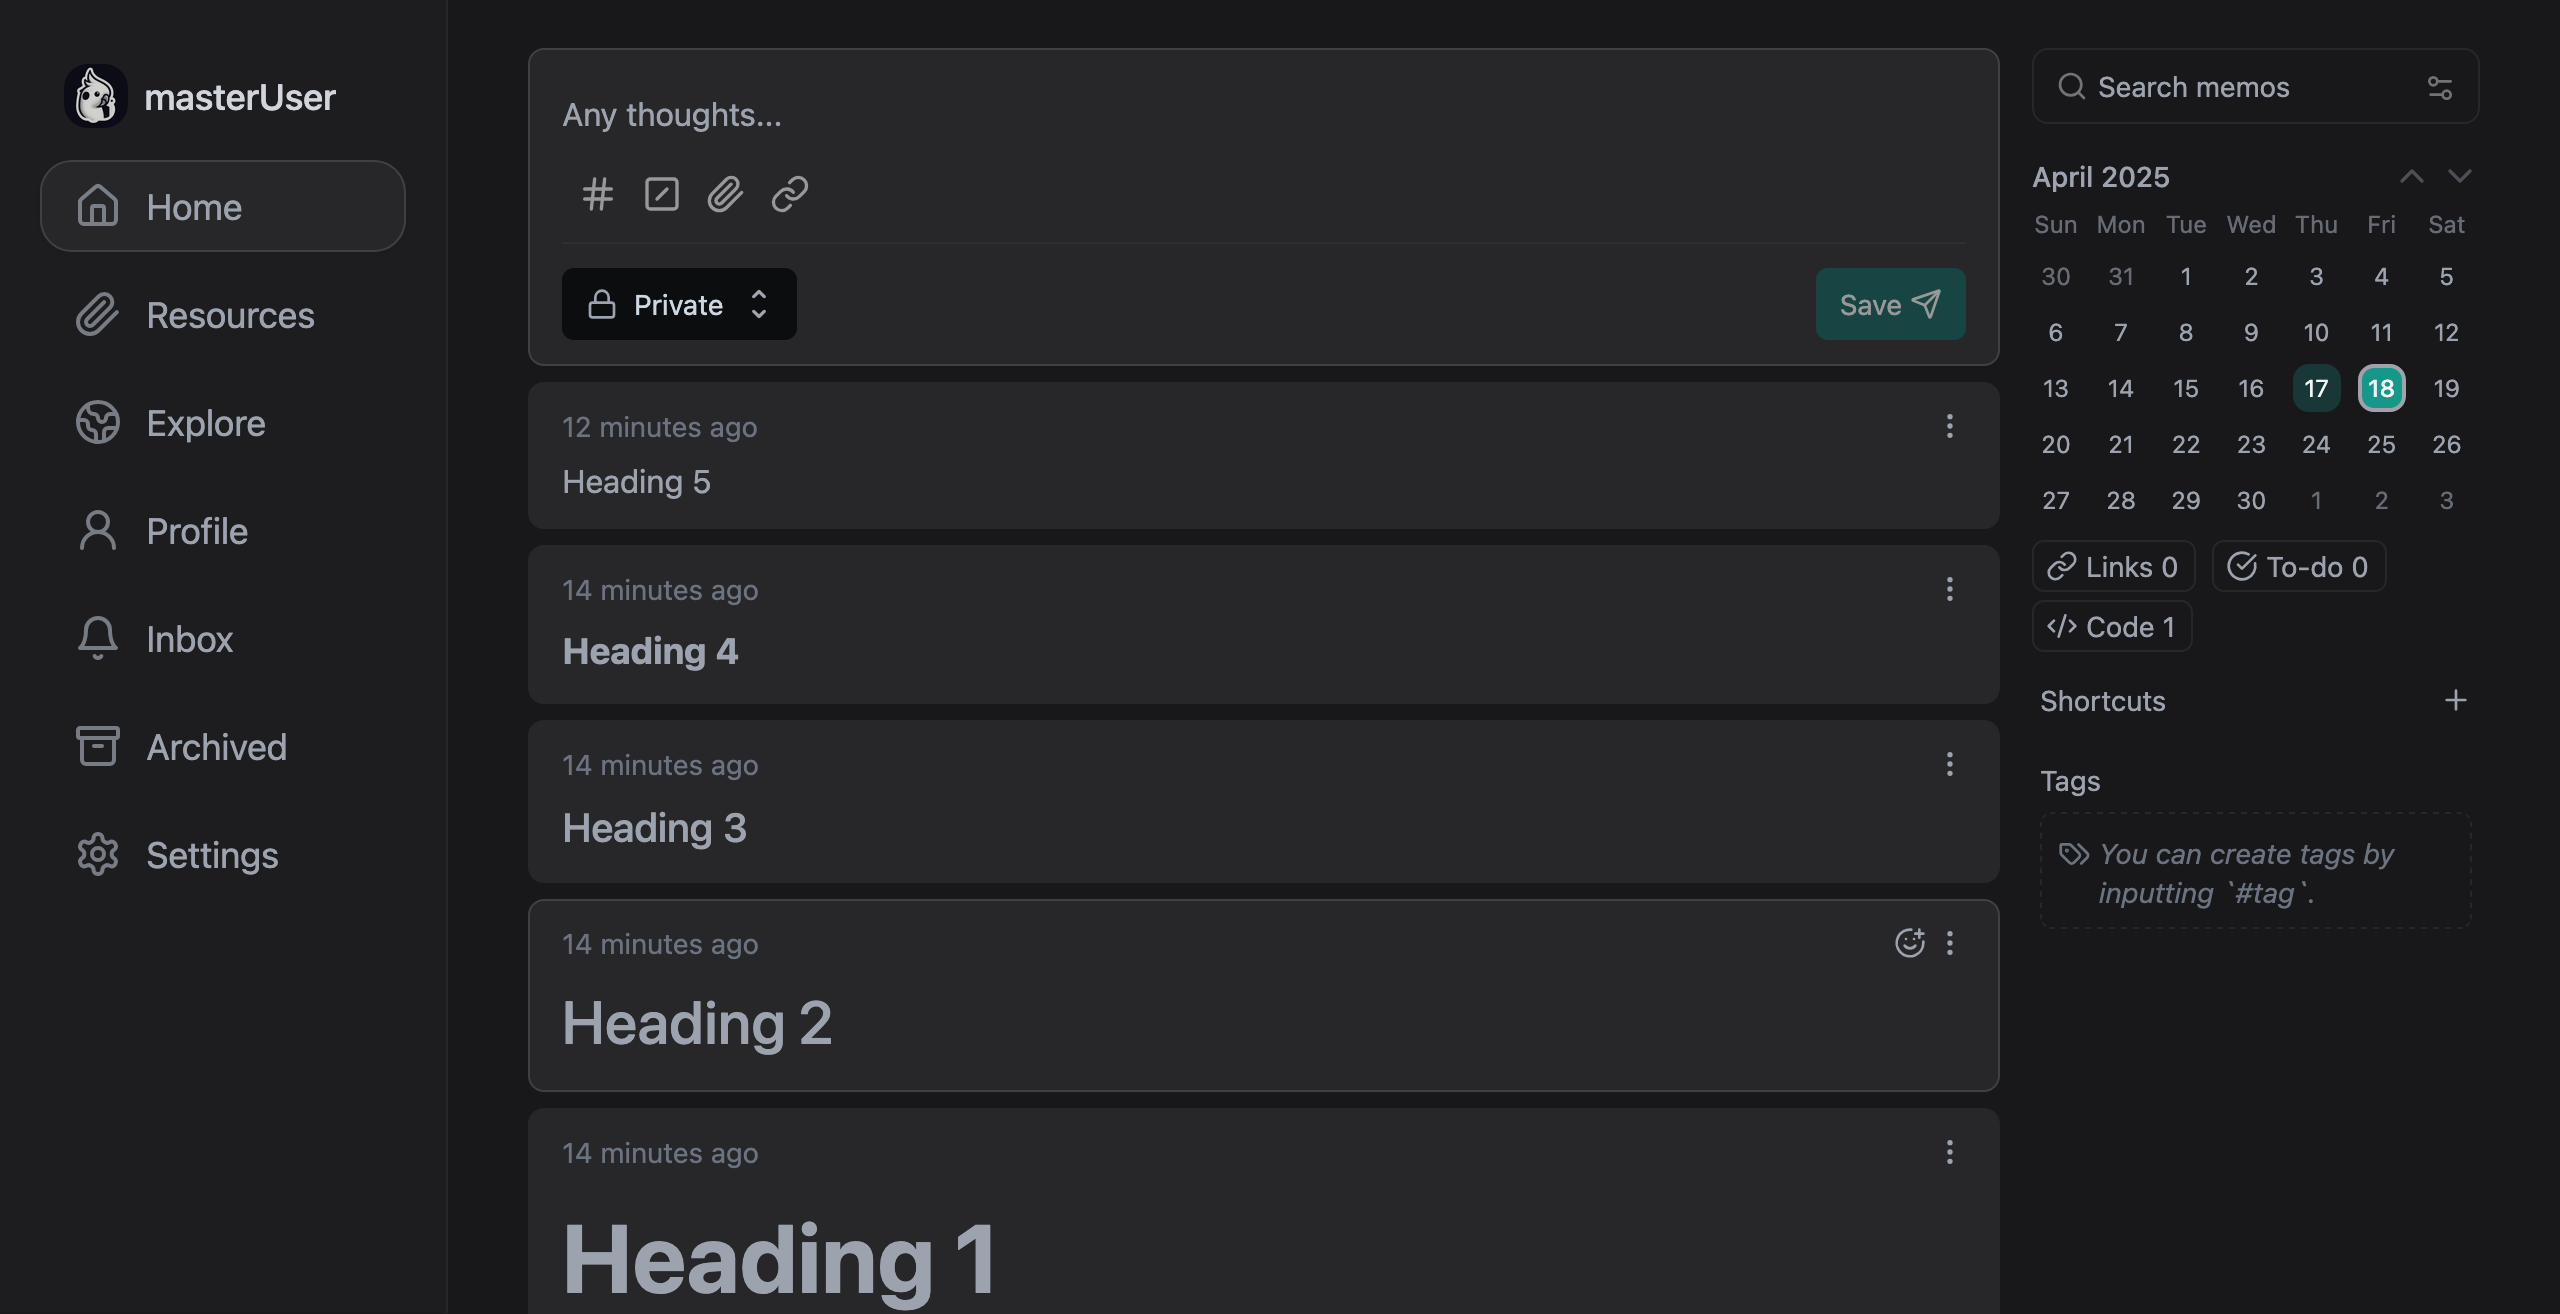 masterUser
Home
Resources
Explore
Profile
Inbox
Archived
Settings
Any thoughts...
Private
Save
12 minutes ago
Heading 5
14 minutes ago
Heading 4
14 minutes ago
Heading 3
14 minutes ago
Heading 2
14 minutes ago
Heading 1
Search memos
April 2025
Sun Mon Tue Wed Thu Fri Sat
30 31 1 2 3 4 5
6 7 8 9 10 11 12
13 14 15 16 17 18 19
20 21 22 23 24 25 26
27 28 29 30 1 2 3
Links 0 To-do 0
Code 1
Shortcuts
Tags
You can create tags by
inputting `#tag`.